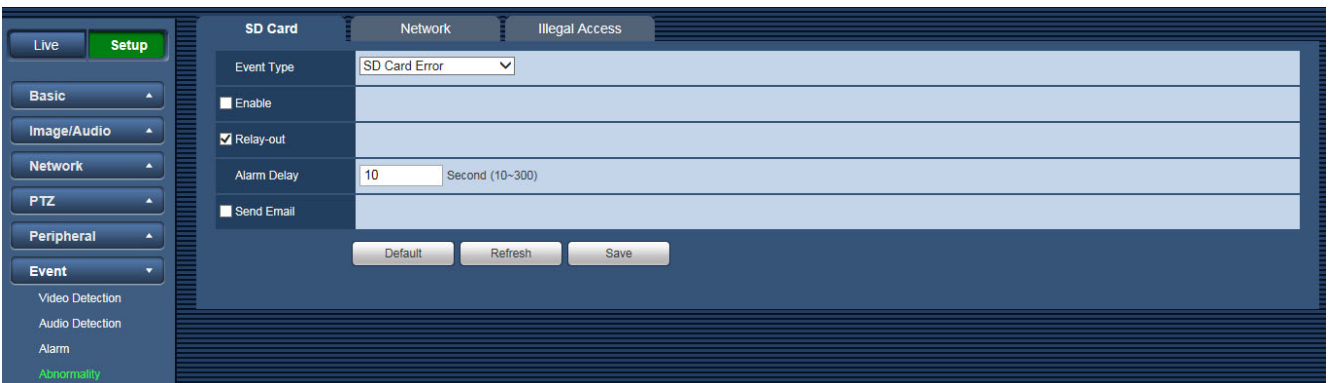 Live
Setup
Basic
Image/Audio
Network
PTZ
Peripheral
Event
Video Detection
Audio Detection
Alarm
Abnormality
SD Card
Network
Illegal Access
Event Type
SD Card Error
Enable
Relay-out
Alarm Delay
10
Second (10~300)
Send Email
Default
Refresh
Save